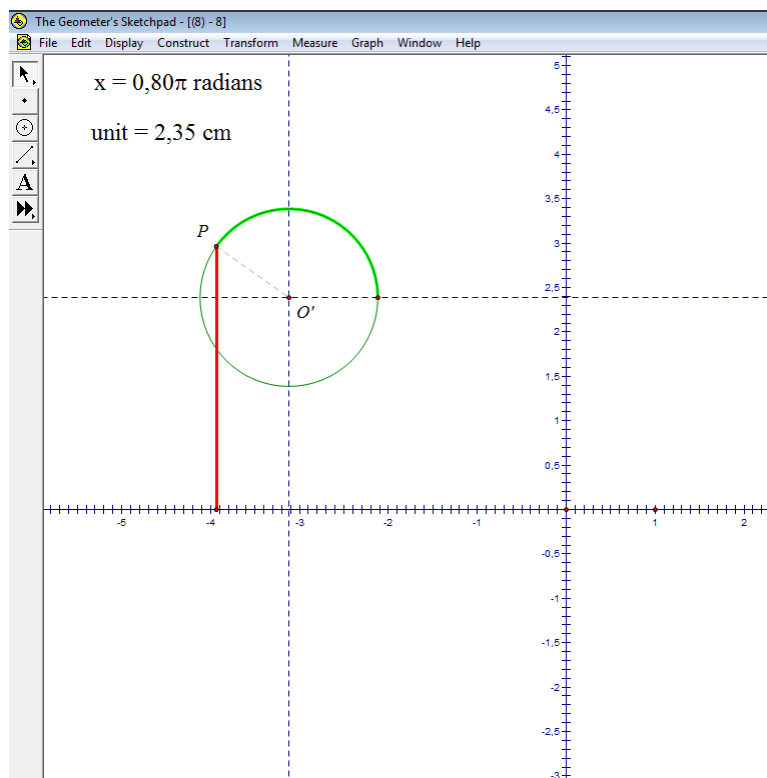 The Geometer's Sketchpad - [(8) - 8]
File Edit Display Construct Transform Measure Graph Window Help
x = 0,80π radians
unit = 2,35 cm
A
P
O'
5
4,5
4
3,5
3
2,5
2
1,5
1
0,5
-5 -4 -3 -2 -1 1 2
-0,5
-1
-1,5
-2
-2,5
-3